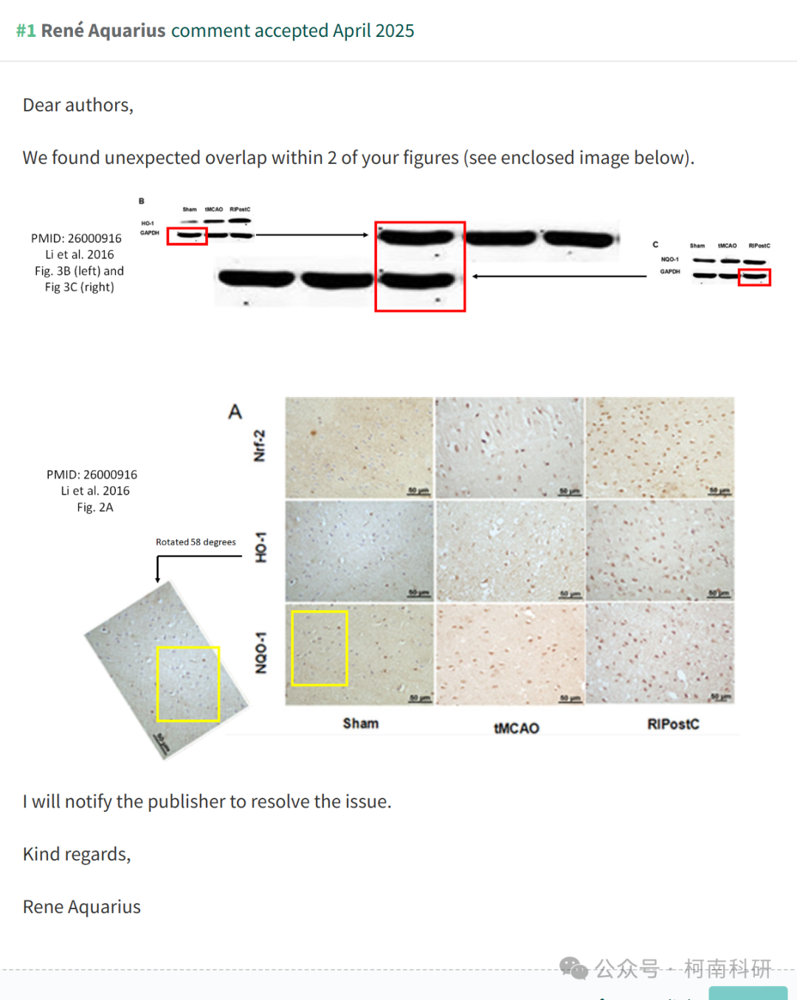 #1 René Aquarius comment accepted April 2025
Dear authors,
We found unexpected overlap within 2 of your figures (see enclosed image below).
B
Sham tMCAO RIPostC
HO-1
GAPDH
PMID: 26000916
Li et al. 2016
Fig. 3B (left) and
Fig 3C (right)
C
Sham tMCAO RIPostC
NQO-1
GAPDH
A
Nrf-2
50 μm 50 μm 50 μm
PMID: 26000916
Li et al. 2016
Fig. 2A
Rotated 58 degrees
HO-1
50 μm 50 μm 50 μm
NQO-1
50 μm 50 μm 50 μm
50 μm
Sham tMCAO RIPostC
I will notify the publisher to resolve the issue.
Kind regards,
Rene Aquarius
公众号 · 柯南科研